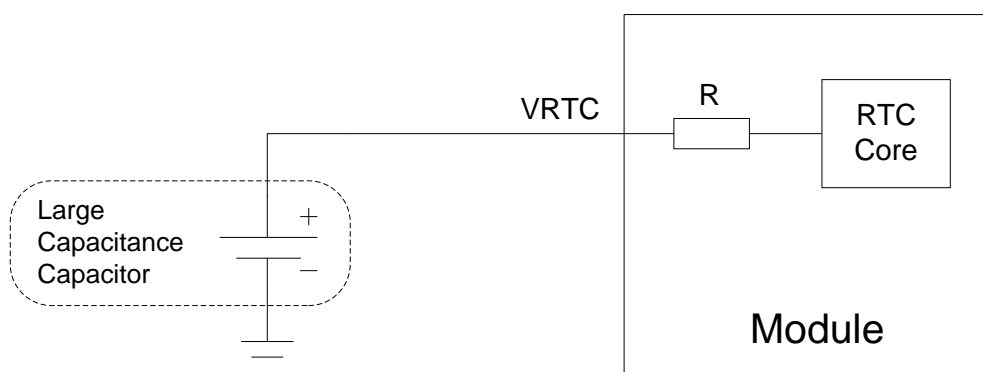 VRTC
R
RTC
Core
Large
Capacitance
Capacitor
+
−
Module